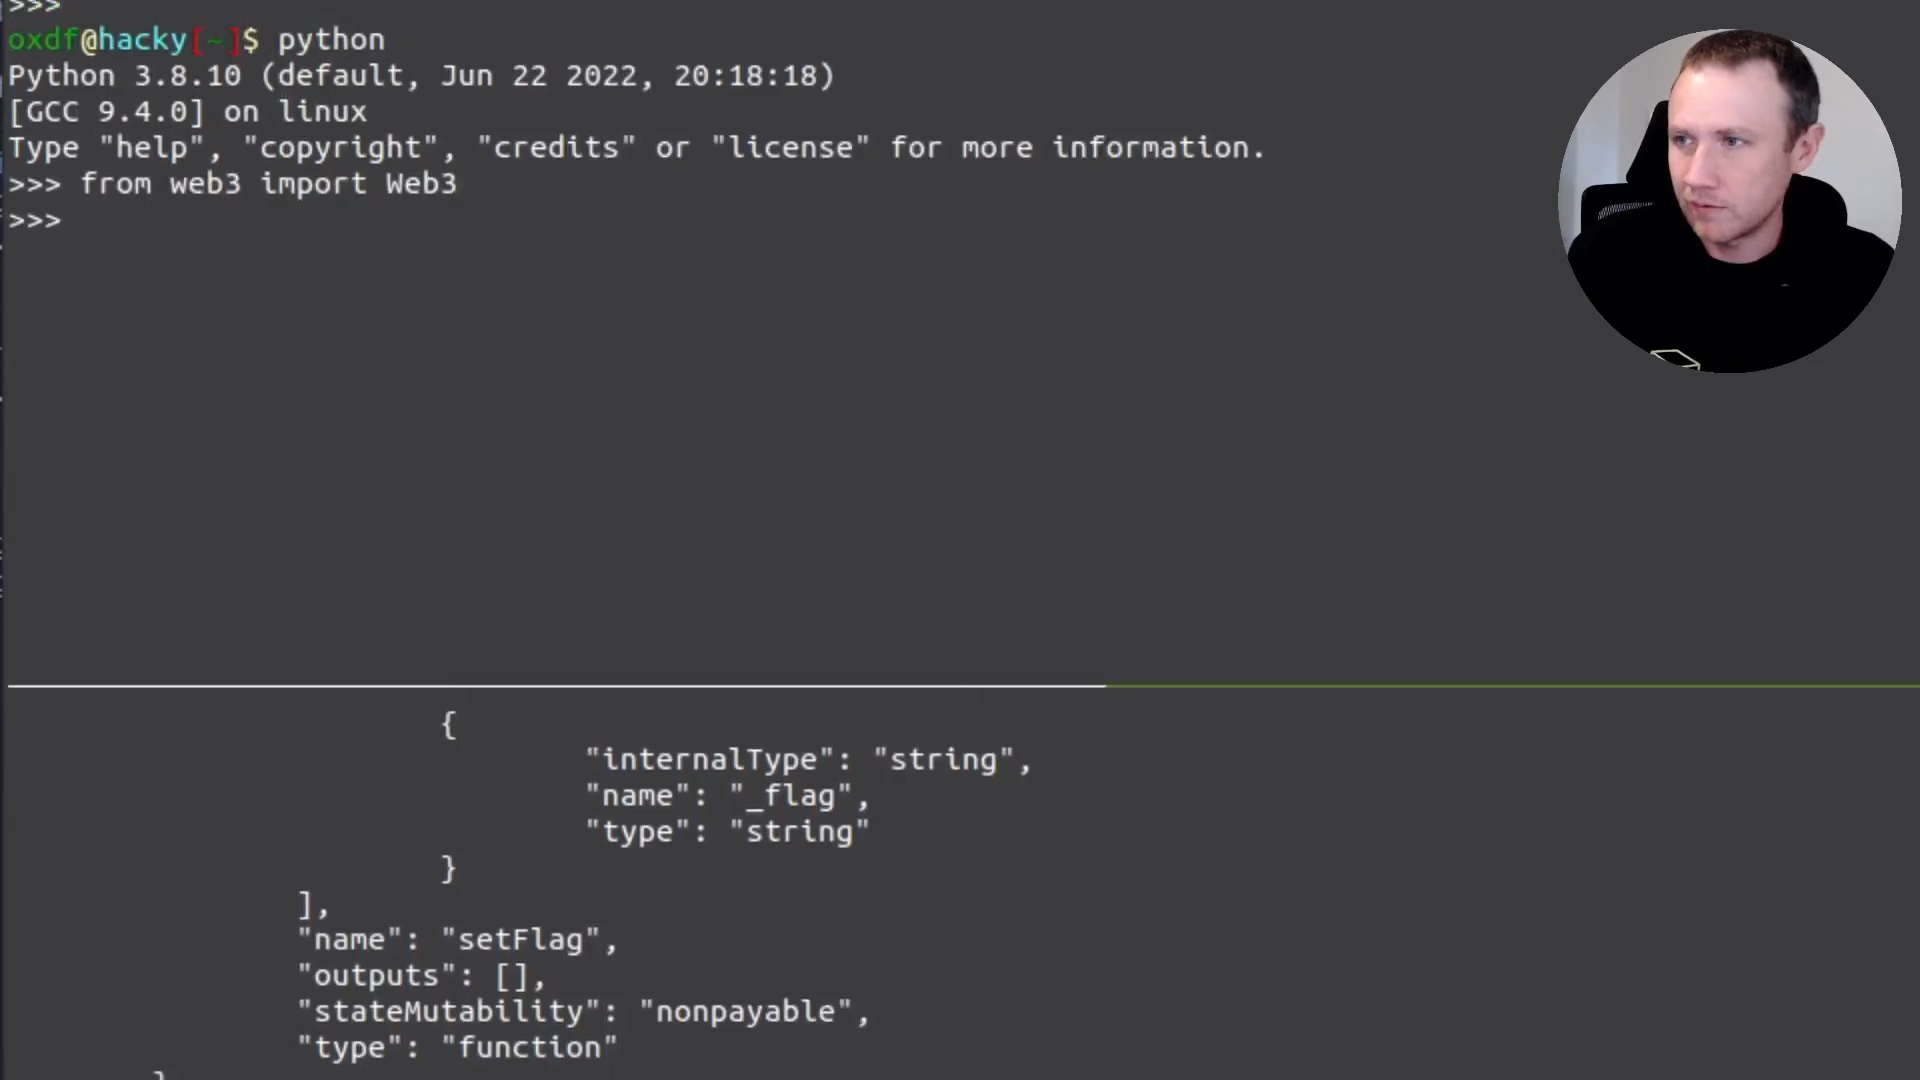 >>>
oxdf@hacky[~]$ python
Python 3.8.10 (default, Jun 22 2022, 20:18:18)
[GCC 9.4.0] on linux
Type "help", "copyright", "credits" or "license" for more information.
>>> from web3 import Web3
>>>
{
"internalType": "string",
"name": "_flag",
"type": "string"
}
],
"name": "setFlag",
"outputs": [],
"stateMutability": "nonpayable",
"type": "function"
}